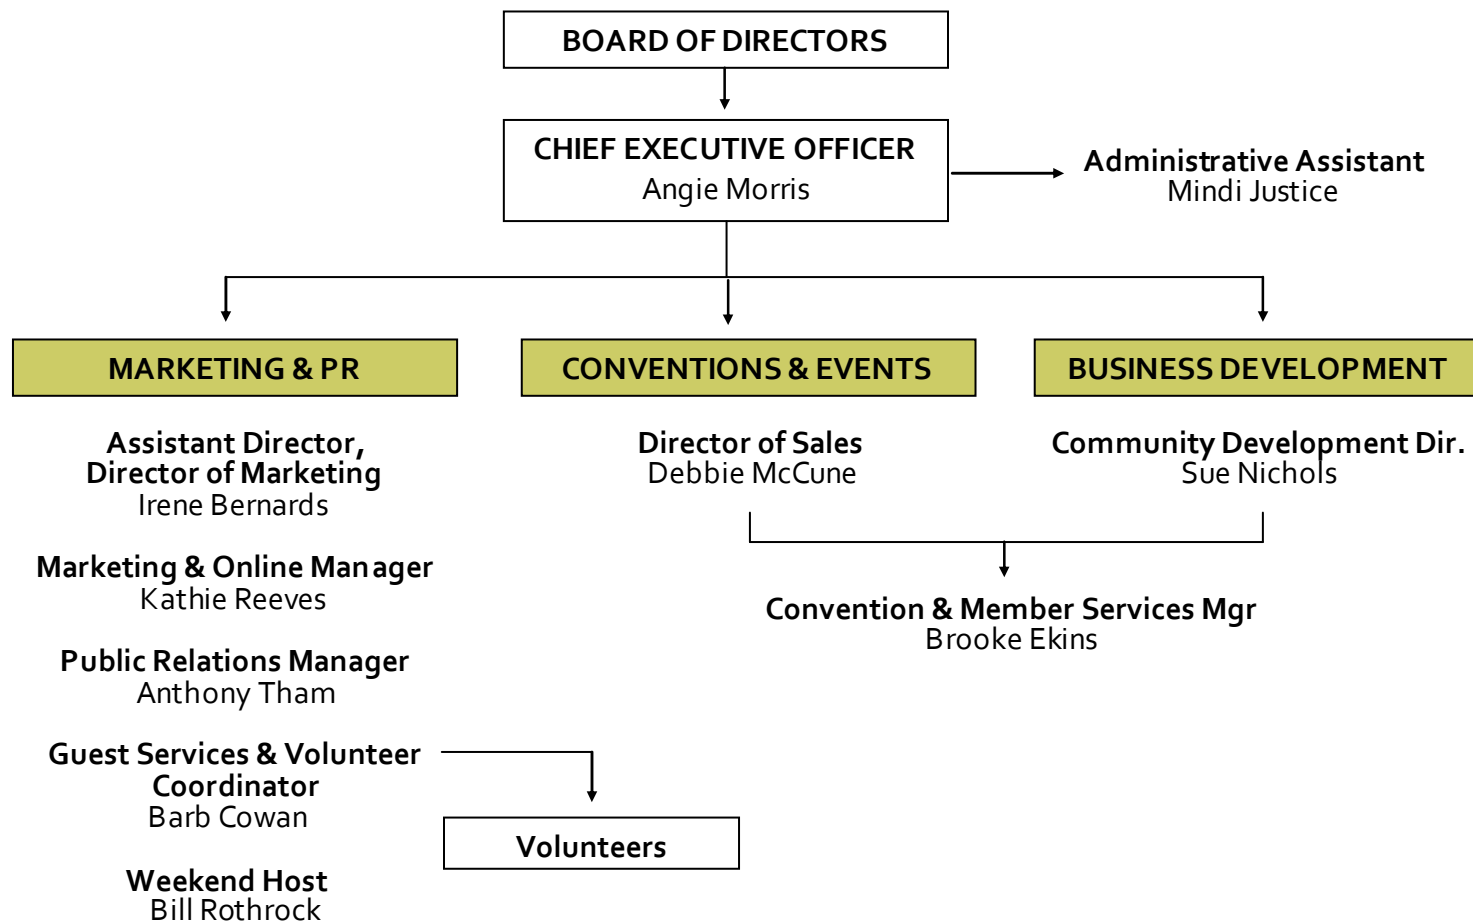 BOARD OF DIRECTORS
CHIEF EXECUTIVE OFFICER
Angie Morris
Administrative Assistant
Mindi Justice
MARKETING & PR
CONVENTIONS & EVENTS
BUSINESS DEVELOPMENT
Assistant Director,
Director of Marketing
Irene Bernards
Director of Sales
Debbie McCune
Community Development Dir.
Sue Nichols
Marketing & Online Manager
Kathie Reeves
Convention & Member Services Mgr
Brooke Ekins
Public Relations Manager
Anthony Tham
Guest Services & Volunteer
Coordinator
Barb Cowan
Volunteers
Weekend Host
Bill Rothrock